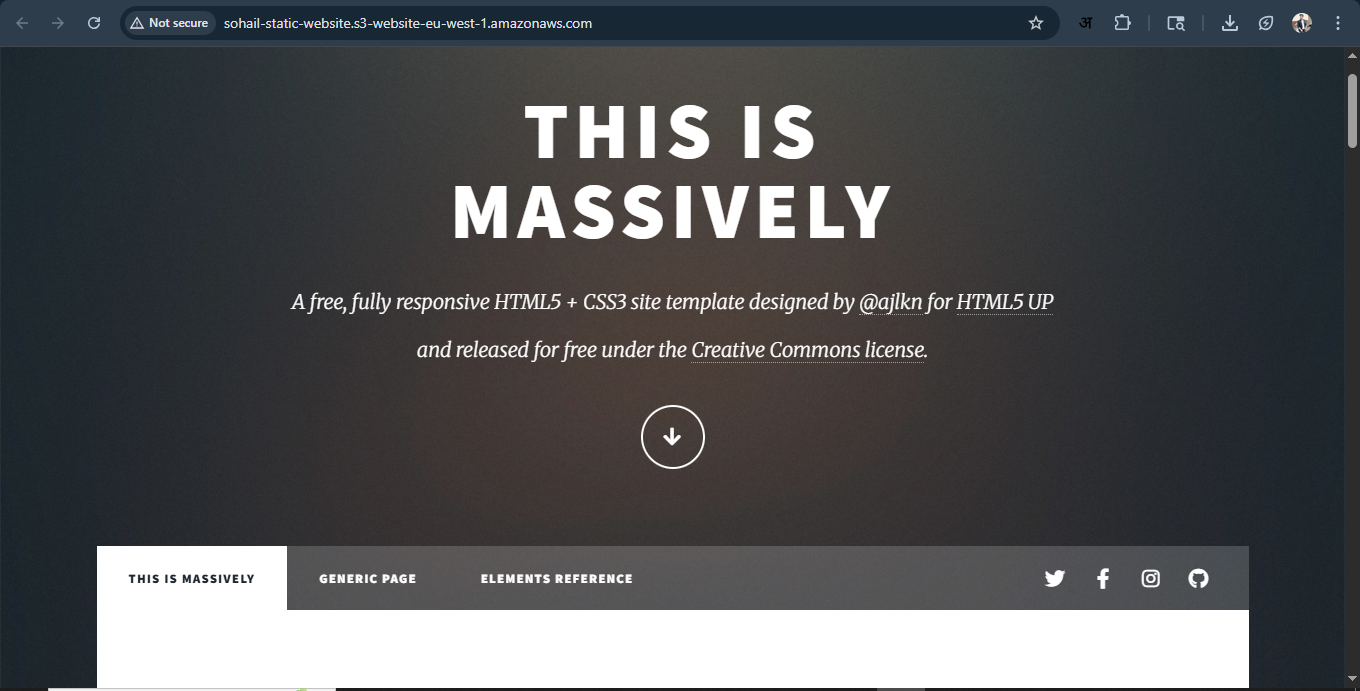 Not secure
sohail-static-website.s3-website-eu-west-1.amazonaws.com
अ
THIS IS
MASSIVELY
A free, fully responsive HTML5 + CSS3 site template designed by @ajlkn for HTML5 UP
and released for free under the Creative Commons license.
THIS IS MASSIVELY GENERIC PAGE ELEMENTS REFERENCE